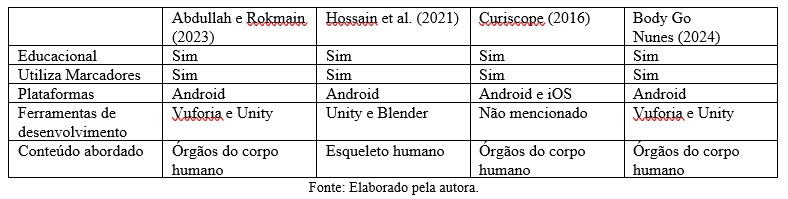 Abdullah e Rokmain (2023) Hossain et al. (2021) Curiscope (2016) Body Go Nunes (2024)
Educacional Sim Sim Sim Sim
Utiliza Marcadores Sim Sim Sim Sim
Plataformas Android Android Android e iOS Android
Ferramentas de desenvolvimento Vuforia e Unity Unity e Blender Não mencionado Vuforia e Unity
Conteúdo abordado Órgãos do corpo humano Esqueleto humano Órgãos do corpo humano Órgãos do corpo humano
Fonte: Elaborado pela autora.